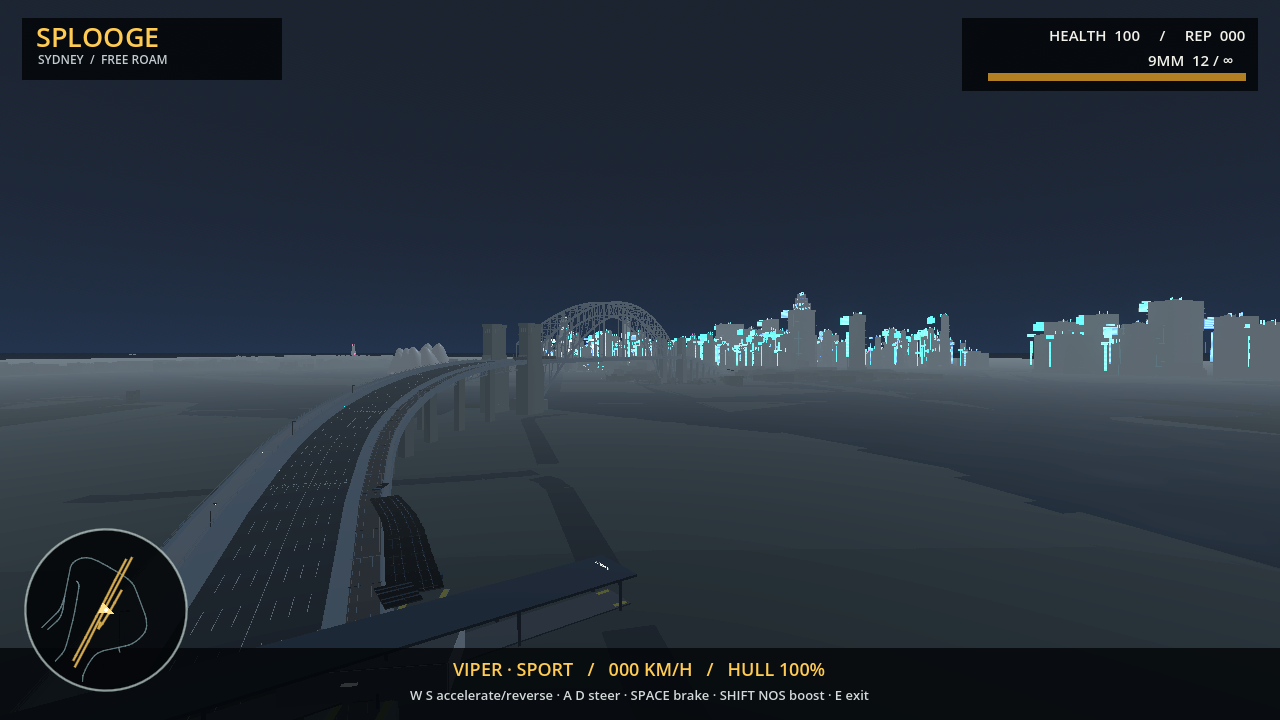 SPLOOGE
SYDNEY / FREE ROAM
HEALTH 100 / REP 000
9MM 12 / ∞
VIPER · SPORT / 000 KM/H / HULL 100%
W S accelerate/reverse · A D steer · SPACE brake · SHIFT NOS boost · E exit